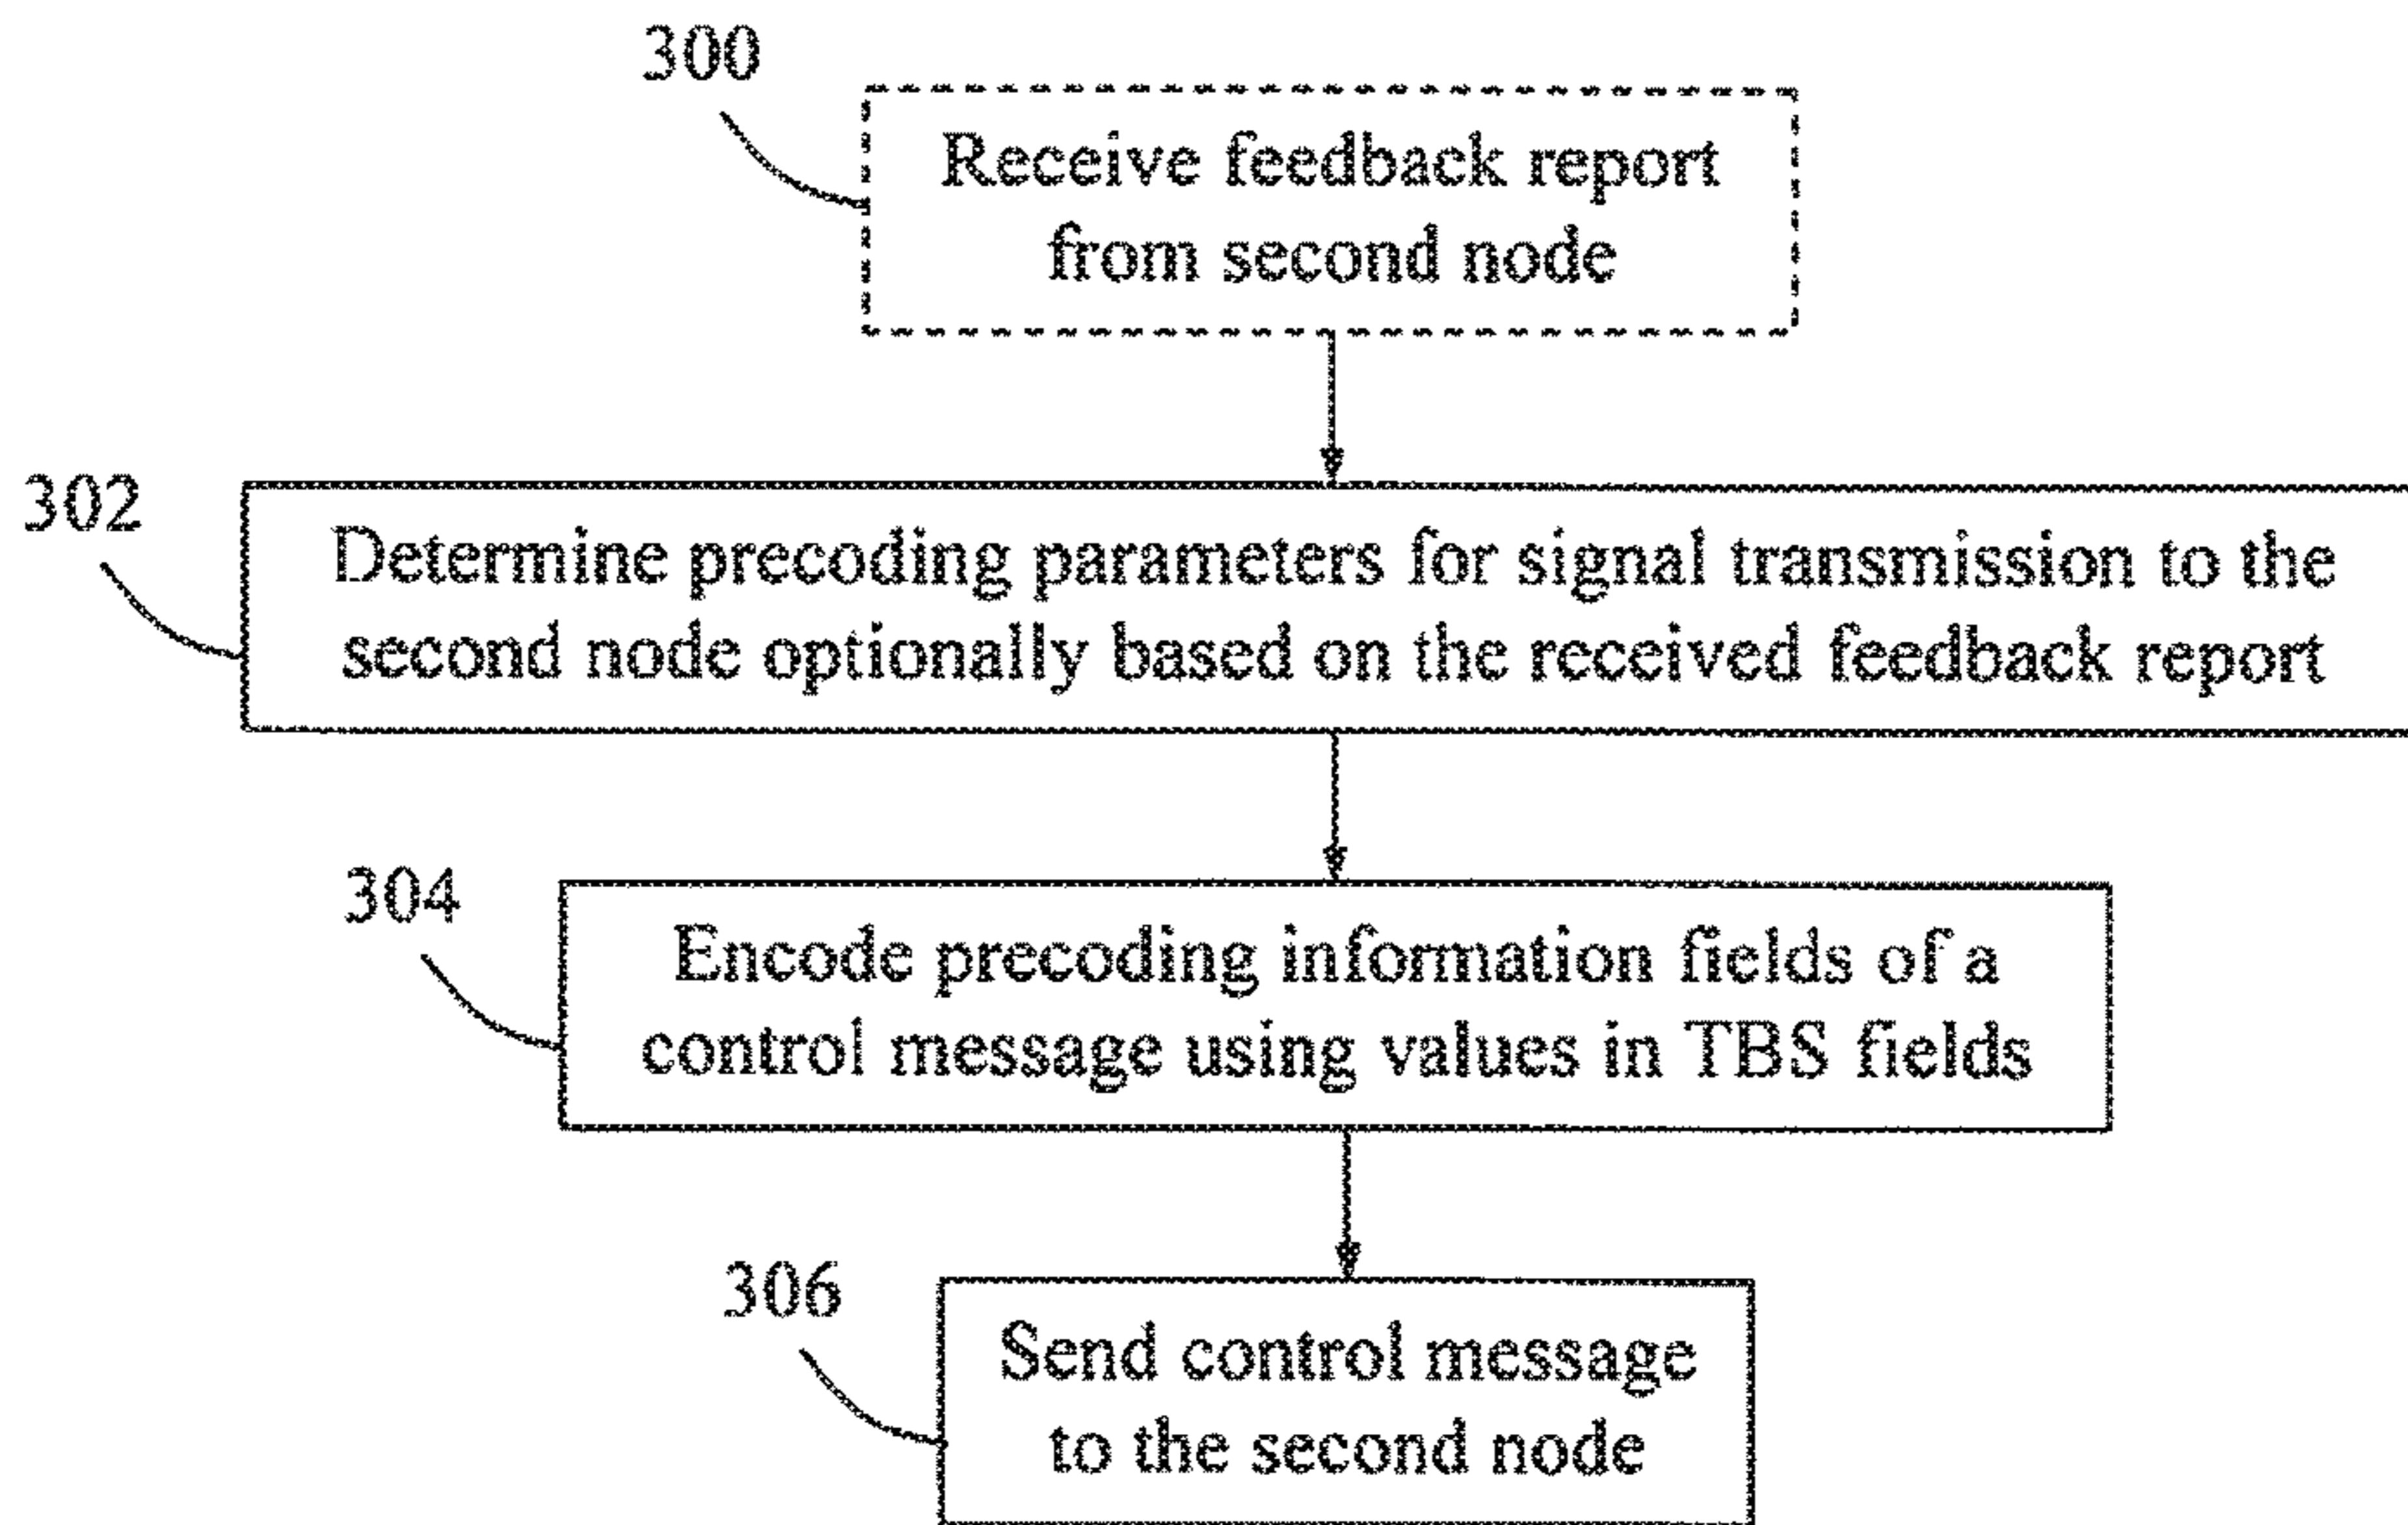 300
Receive feedback report
from second node
302
Determine precoding parameters for signal transmission to the
second node optionally based on the received feedback report
304
Encode precoding information fields of a
control message using values in TBS fields
306
Send control message
to the second node